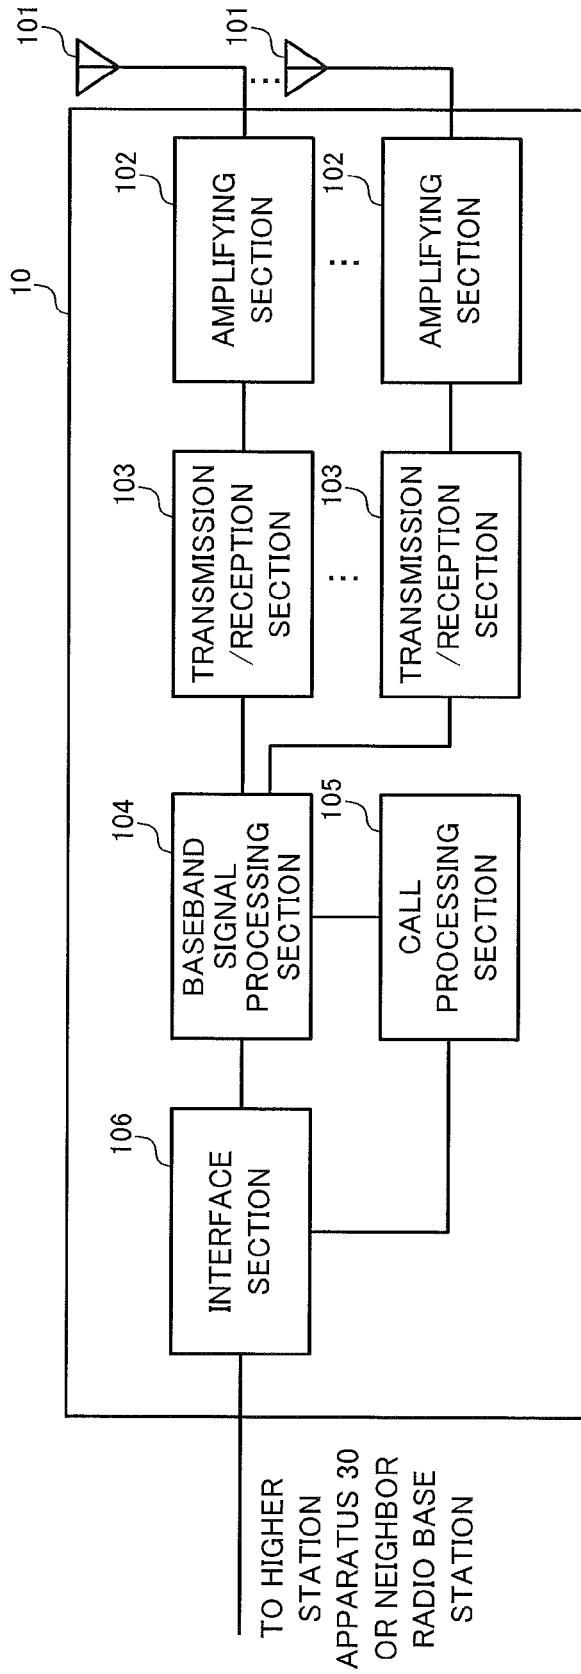 10
101
101
102
AMPLIFYING
SECTION
102
AMPLIFYING
SECTION
103
TRANSMISSION
/RECEPTION
SECTION
103
TRANSMISSION
/RECEPTION
SECTION
104
BASEBAND
SIGNAL
PROCESSING
SECTION
105
CALL
PROCESSING
SECTION
106
INTERFACE
SECTION
TO HIGHER
STATION
APPARATUS 30
OR NEIGHBOR
RADIO BASE
STATION